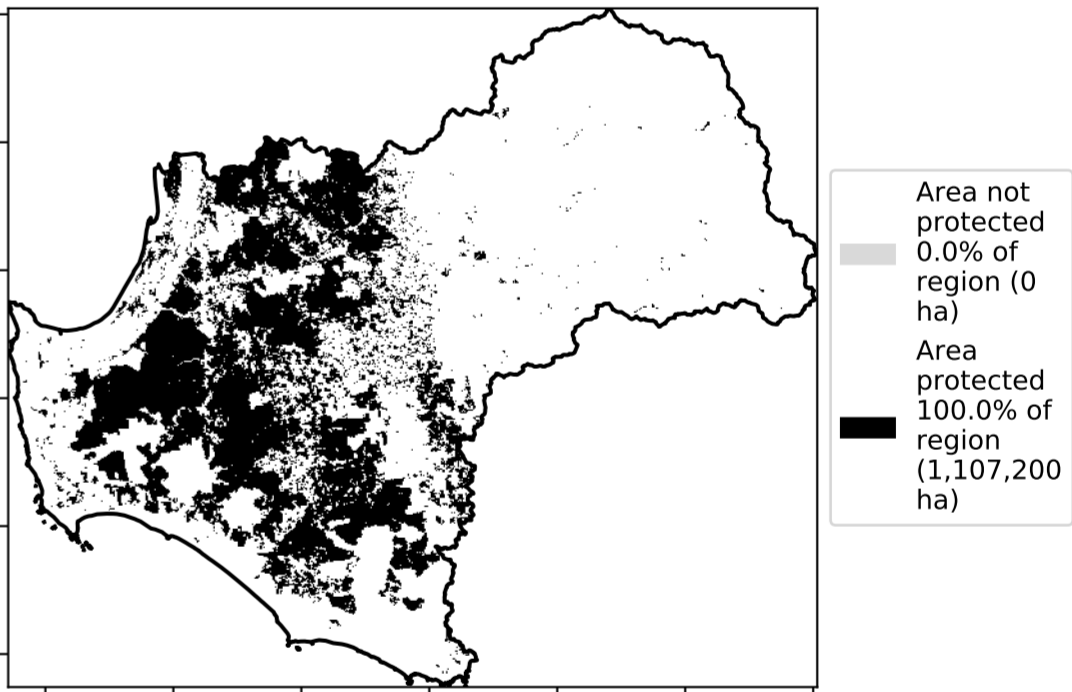 Area not
protected
0.0% of
region (0
ha)
Area
protected
100.0% of
region
(1,107,200
ha)